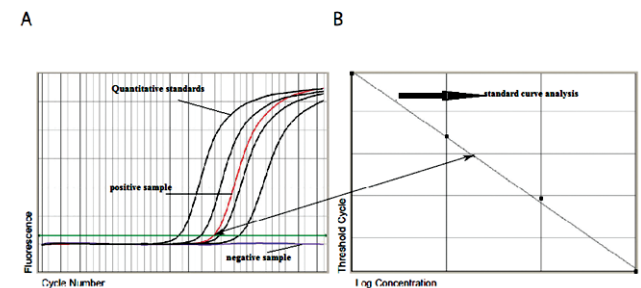 A
B
Quantitative standards
standard curve analysis
positive sample
negative sample
Fluorescence
Threshold Cycle
Cycle Number
Log Concentration